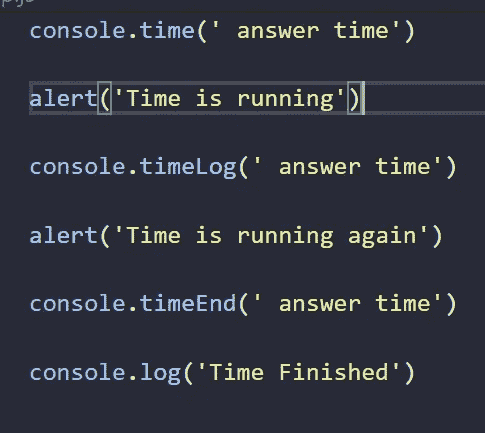 console.time(' answer time')
alert('Time is running')
console.timeLog(' answer time')
alert('Time is running again')
console.timeEnd(' answer time')
console.log('Time Finished')